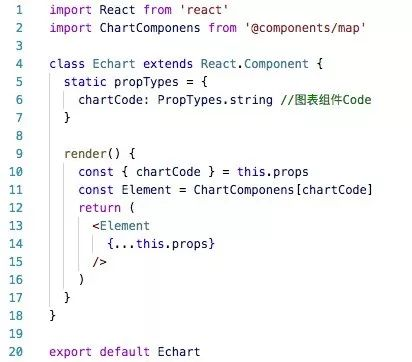 1 import React from 'react'
2 import ChartComponens from '@components/map'
3
4 class Echart extends React.Component {
5   static propTypes = {
6     chartCode: PropTypes.string //图表组件Code
7   }
8
9   render() {
10     const { chartCode } = this.props
11     const Element = ChartComponens[chartCode]
12     return (
13       <Element
14         {...this.props}
15       />
16     )
17   }
18 }
19
20 export default Echart